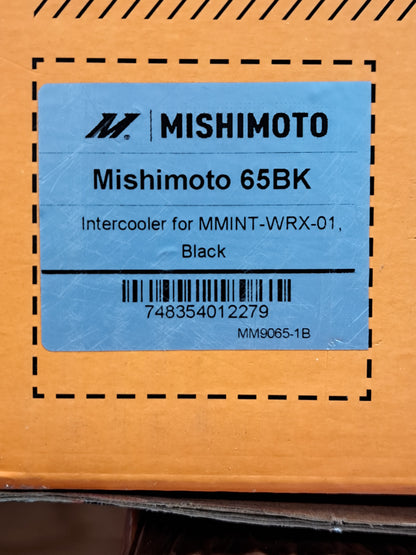 MISHIMOTO
Mishimoto 65BK
Intercooler for MMINT-WRX-01,
Black
748354012279
MM9065-1B